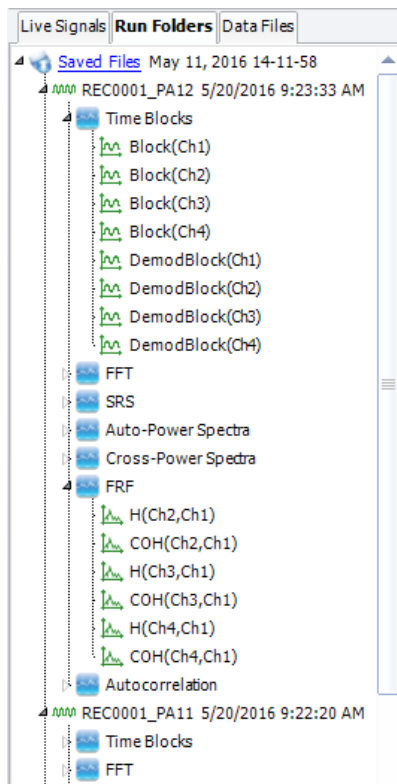 Live Signals Run Folders Data Files
Saved Files May 11, 2016 14-11-58
REC0001_PA12 5/20/2016 9:23:33 AM
Time Blocks
Block(Ch1)
Block(Ch2)
Block(Ch3)
Block(Ch4)
DemodBlock(Ch1)
DemodBlock(Ch2)
DemodBlock(Ch3)
DemodBlock(Ch4)
FFT
SRS
Auto-Power Spectra
Cross-Power Spectra
FRF
H(Ch2,Ch1)
COH(Ch2,Ch1)
H(Ch3,Ch1)
COH(Ch3,Ch1)
H(Ch4,Ch1)
COH(Ch4,Ch1)
Autocorrelation
REC0001_PA11 5/20/2016 9:22:20 AM
Time Blocks
FFT